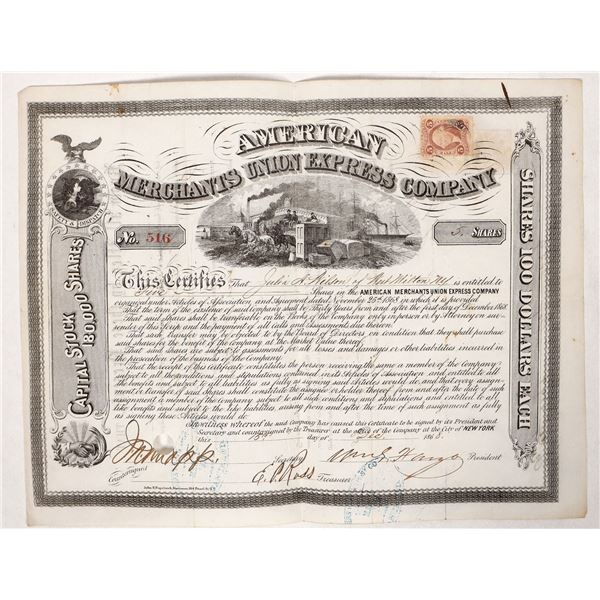 AMERICAN
MERCHANTS UNION EXPRESS COMPANY
SAFETY & DISPATCH
CAPITAL STOCK 180,000 SHARES
SHARES 100 DOLLARS EACH
No. 516
5 SHARES
This Certifies That Julia A. Wilson of is entitled to
Shares in the AMERICAN MERCHANTS UNION EXPRESS COMPANY
organized under Articles of Association, and Agreement dated November 25th 1868, in which it is provided
That the term of the existence of said company shall be Thirty Years from and after the first day of December 1868.
That said shares shall be transferable on the Books of the Company only in person or by Attorney on sur-
render of this Scrip and the payment of all Calls and Assessments due thereon.
That such transfer may be objected to by the Board of Directors on condition that they shall purchase
said shares for the benefit of the Company at the Market Value thereof.
That said shares are subject to assessments for all losses and damages or other liabilities incurred in
the prosecution of the business of the Company.
That the receipt of this certificate constitutes the person receiving the same a member of the Company
subject to all the conditions and stipulations contained in its Articles of Association, and entitled to all
the benefits and subject to all liabilities as fully as signing said Articles would do, and that every assign-
ment or transfer of said Shares shall constitute the assignee or holder thereof from the date of said
assignment a member of the company, subject to all such conditions and stipulations and entitled to all
like benefits and subject to the like liabilities, arising from and after the time of such assignment as fully
as signing these Articles would do.
In witness whereof the said Company has caused this Certificate to be signed by its President and
Secretary and countersigned by the Treasurer at the office of the Company at the City of NEW YORK
this day of 1868.
J N Knapp Secretary Wm G. Fargo President
Countersigned E. B. Ross Treasurer